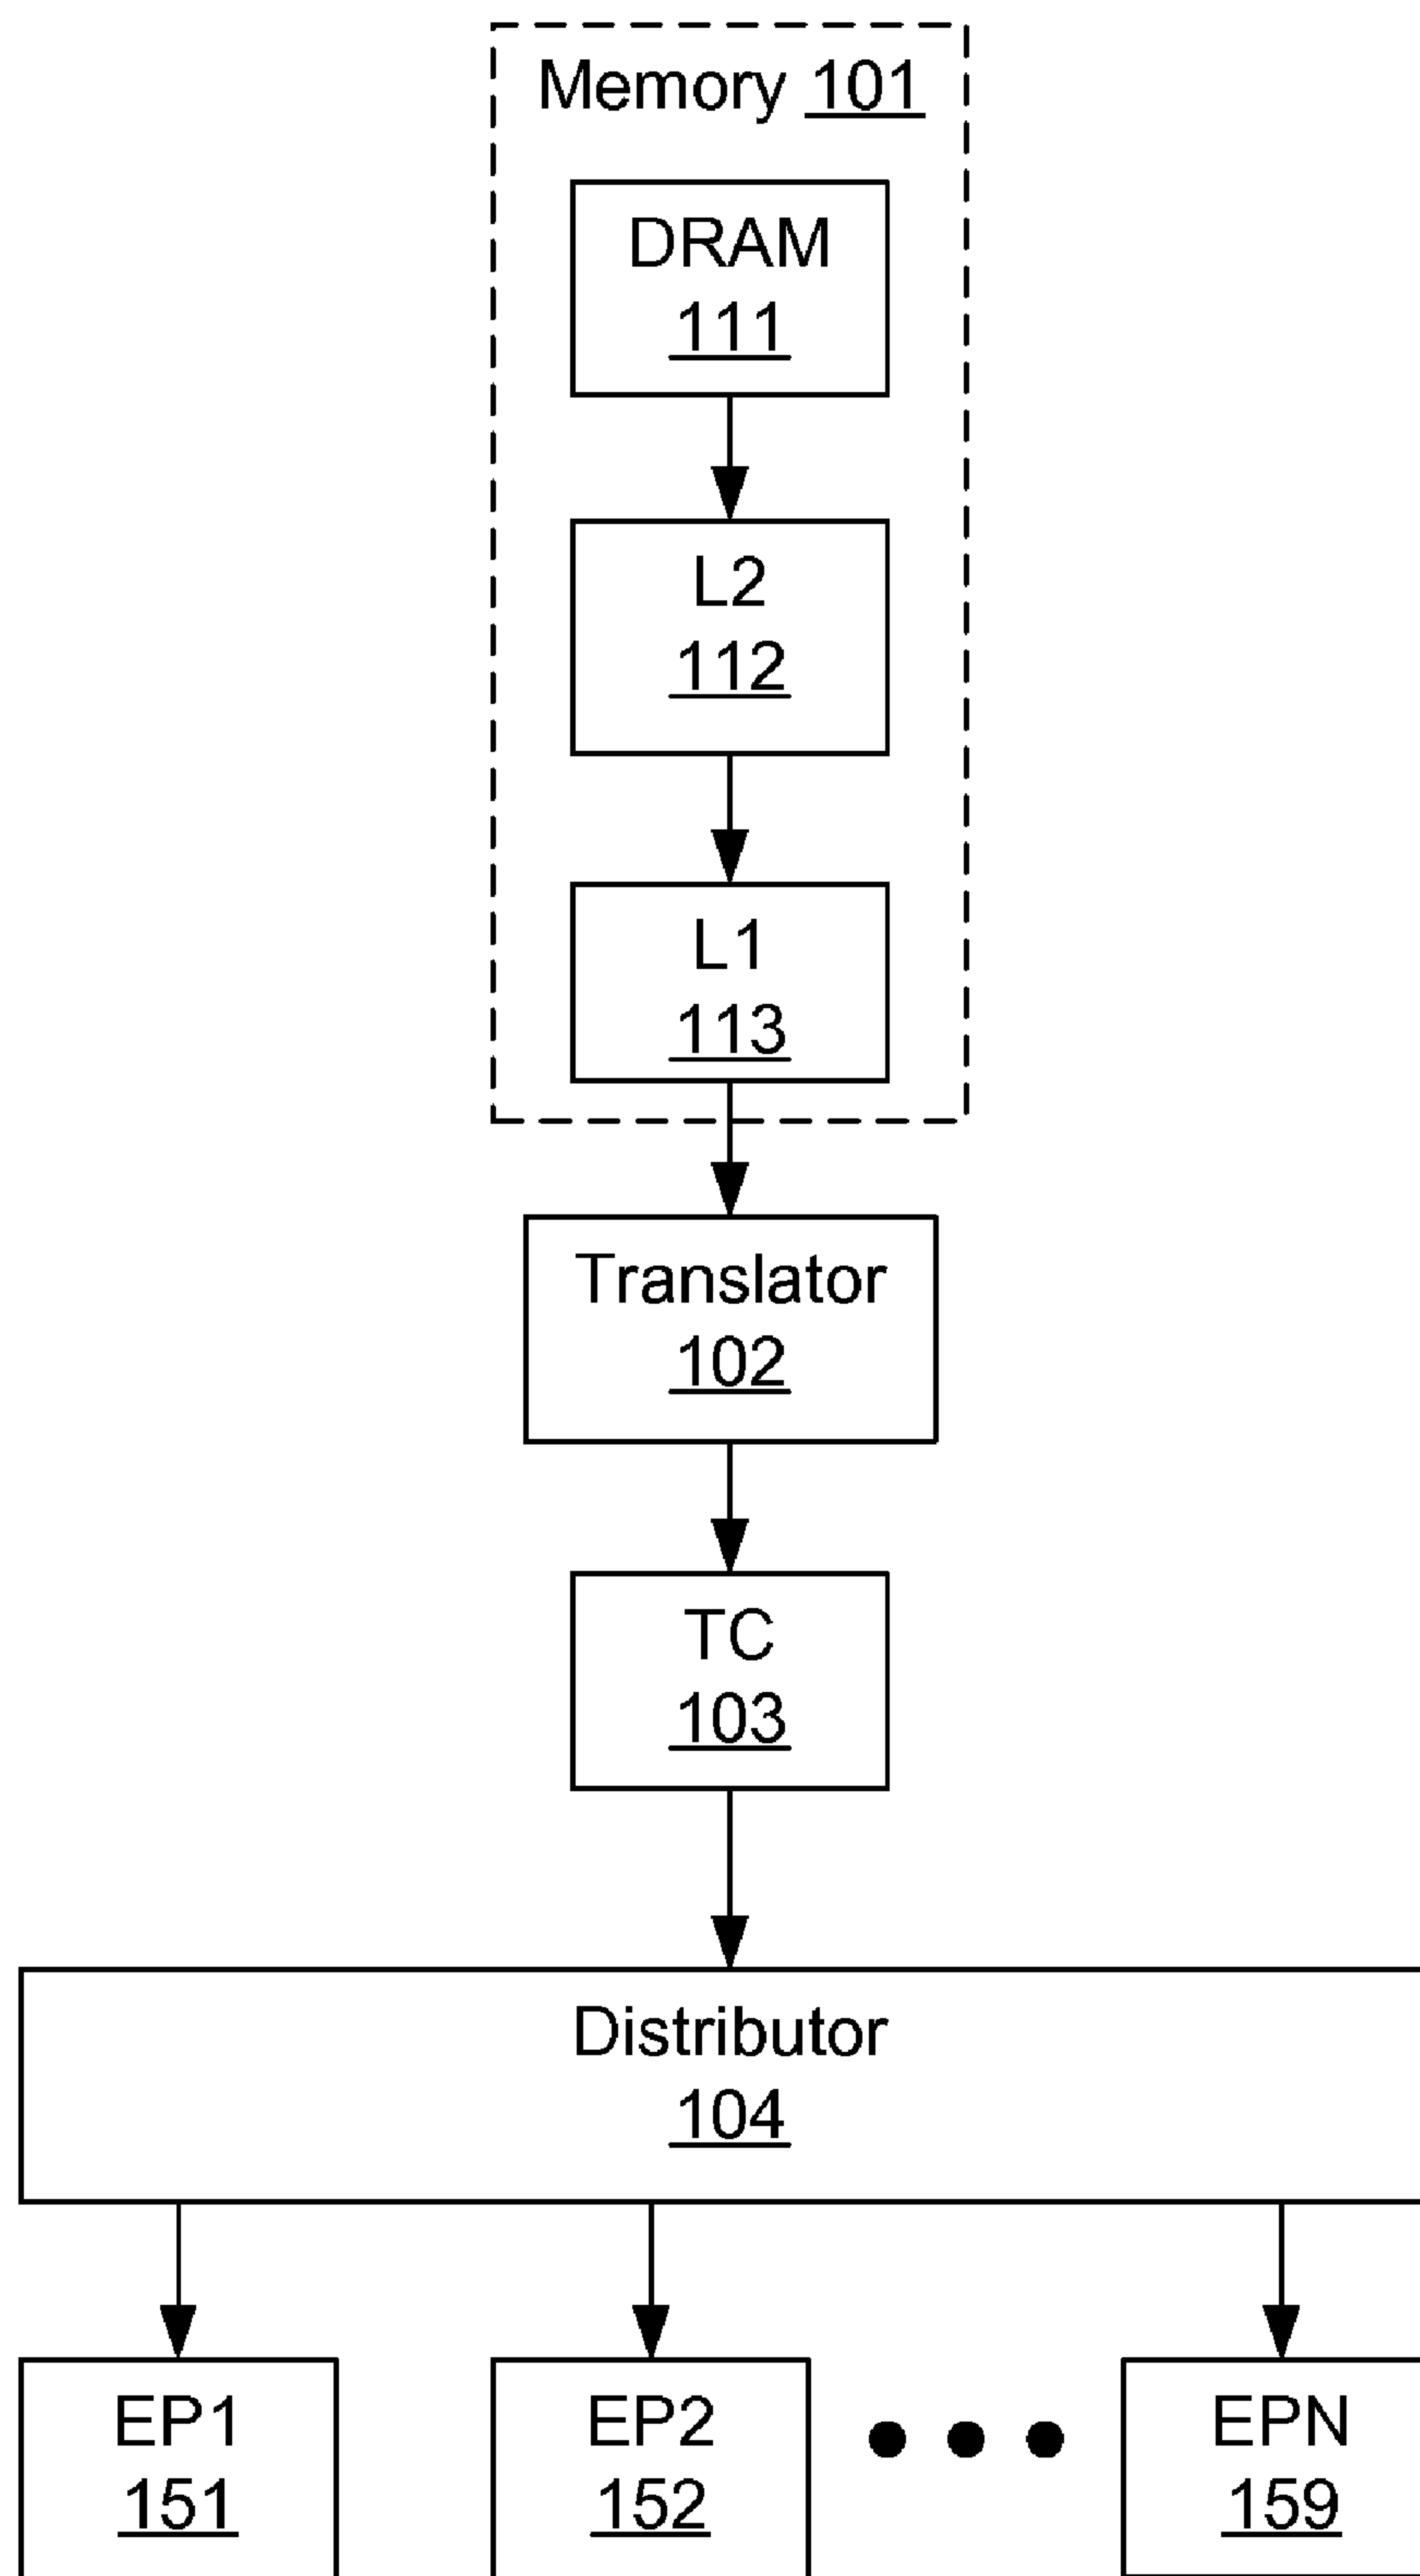 Memory 101
DRAM
111
L2
112
L1
113
Translator
102
TC
103
Distributor
104
EP1
151
EP2
152
EPN
159